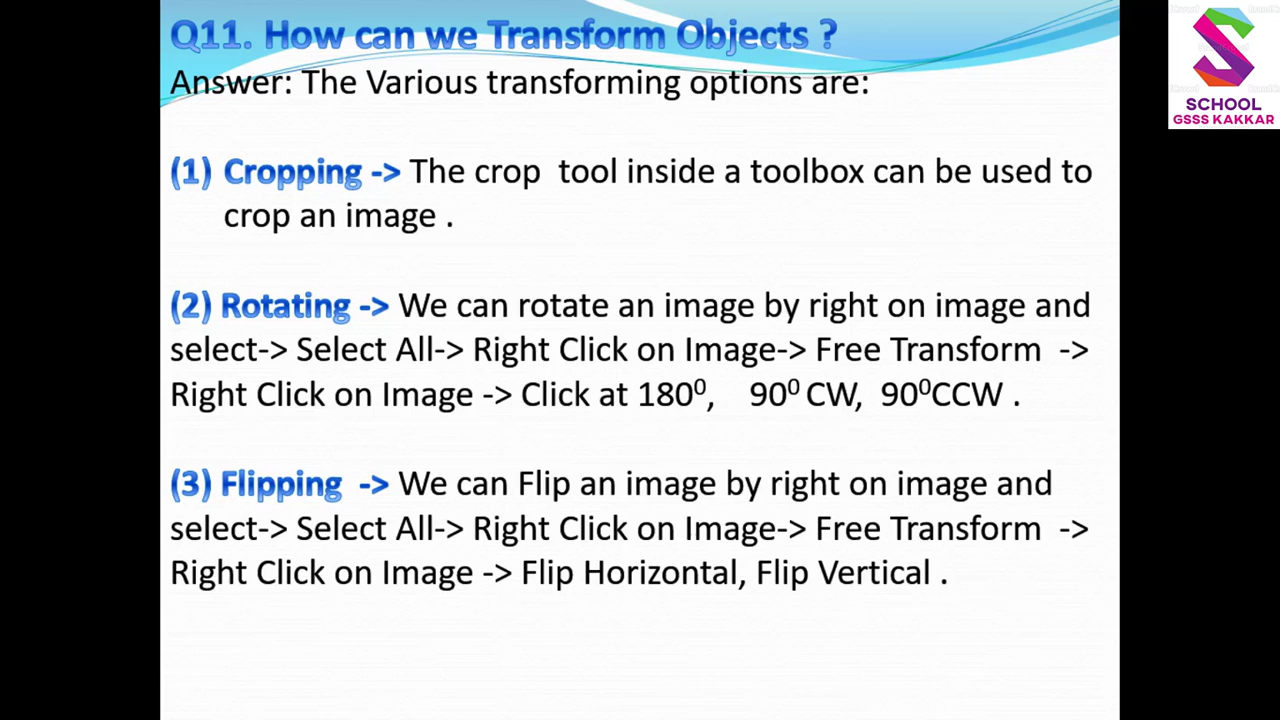 Q11. How can we Transform Objects ?
Answer: The Various transforming options are:
(1) Cropping -> The crop tool inside a toolbox can be used to
crop an image .
(2) Rotating -> We can rotate an image by right on image and
select-> Select All-> Right Click on Image-> Free Transform ->
Right Click on Image -> Click at 180⁰, 90⁰ CW, 90⁰CCW .
(3) Flipping -> We can Flip an image by right on image and
select-> Select All-> Right Click on Image-> Free Transform ->
Right Click on Image -> Flip Horizontal, Flip Vertical .
SCHOOL
GSSS KAKKAR